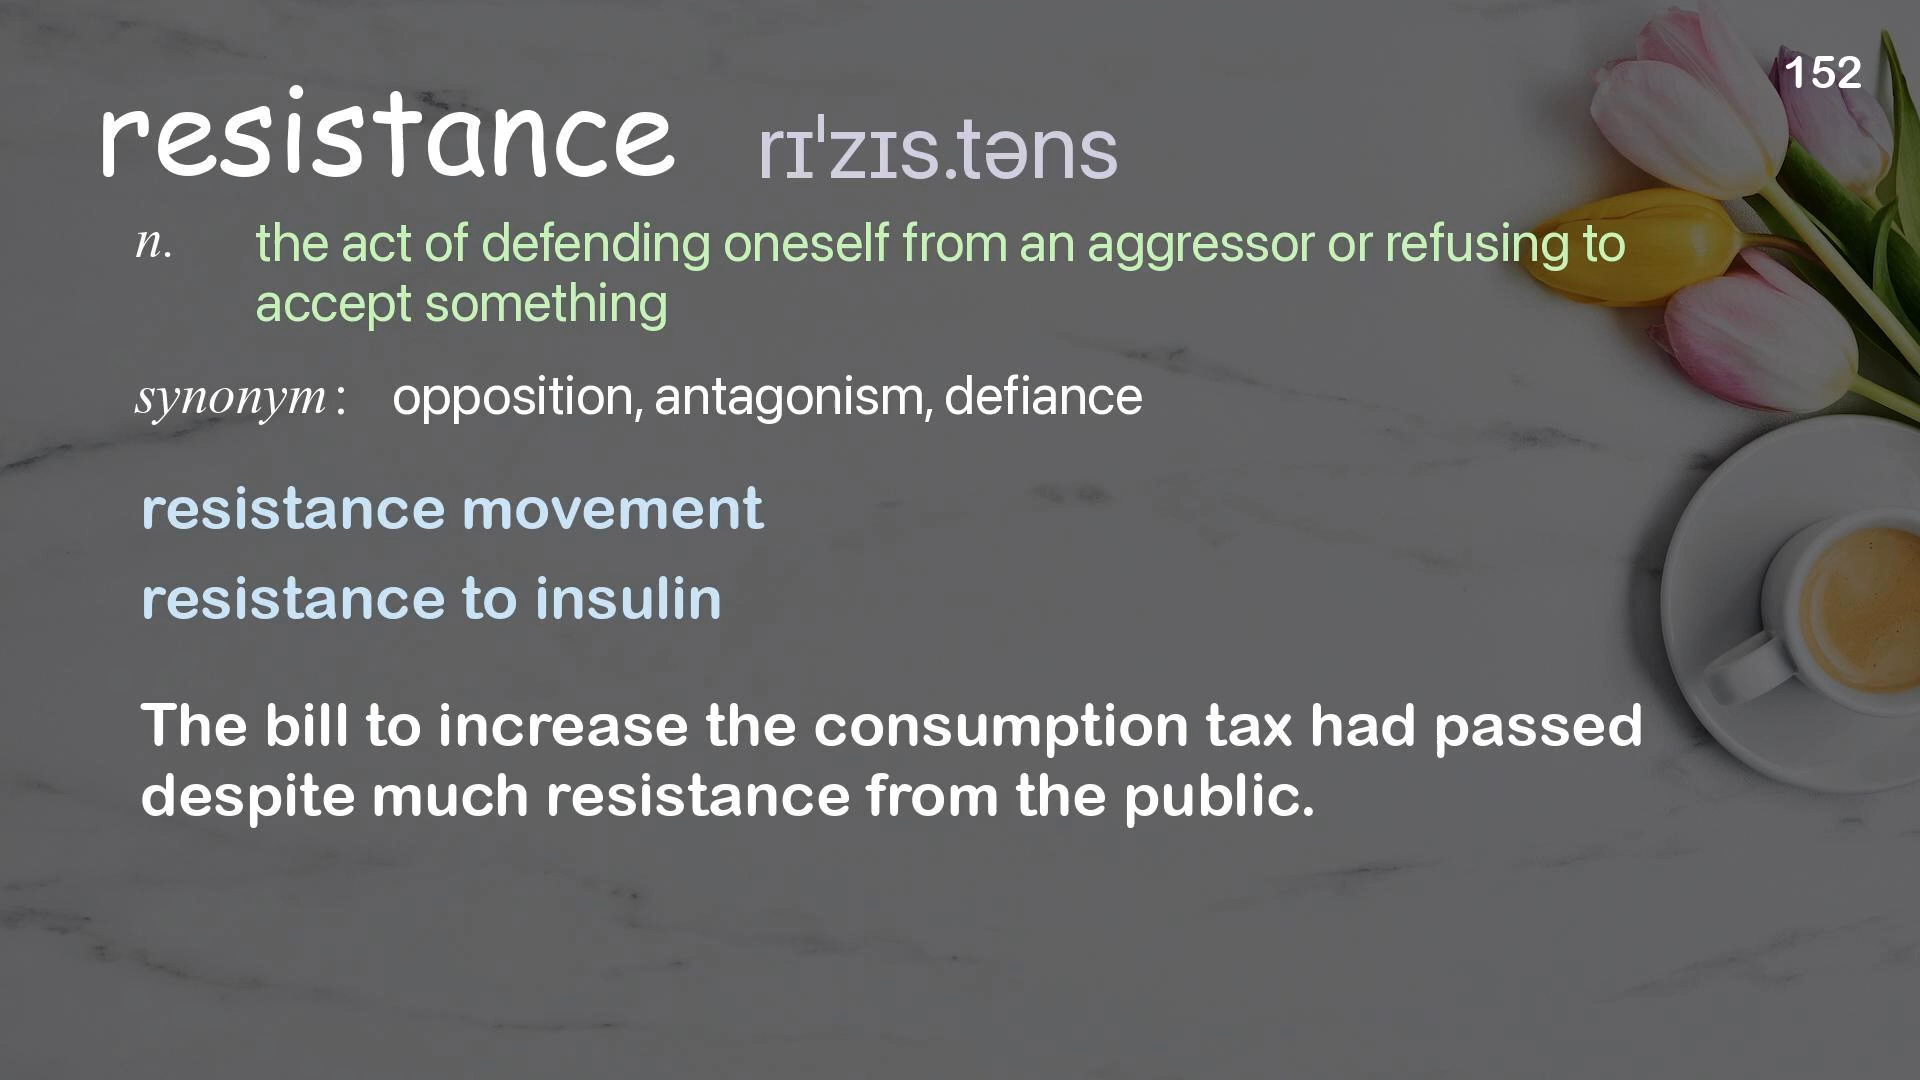 152
resistance rɪˈzɪs.təns
n. the act of defending oneself from an aggressor or refusing to
accept something
synonym: opposition, antagonism, defiance
resistance movement
resistance to insulin
The bill to increase the consumption tax had passed
despite much resistance from the public.